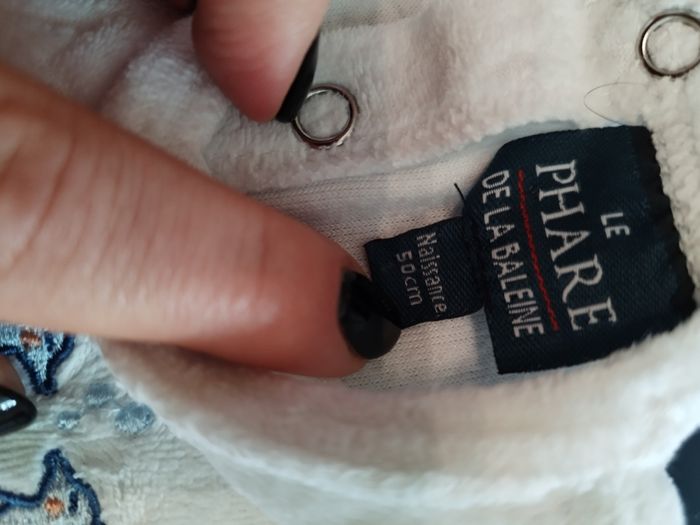 LE
PHARE
DE LA BALEINE
Naissance
50cm